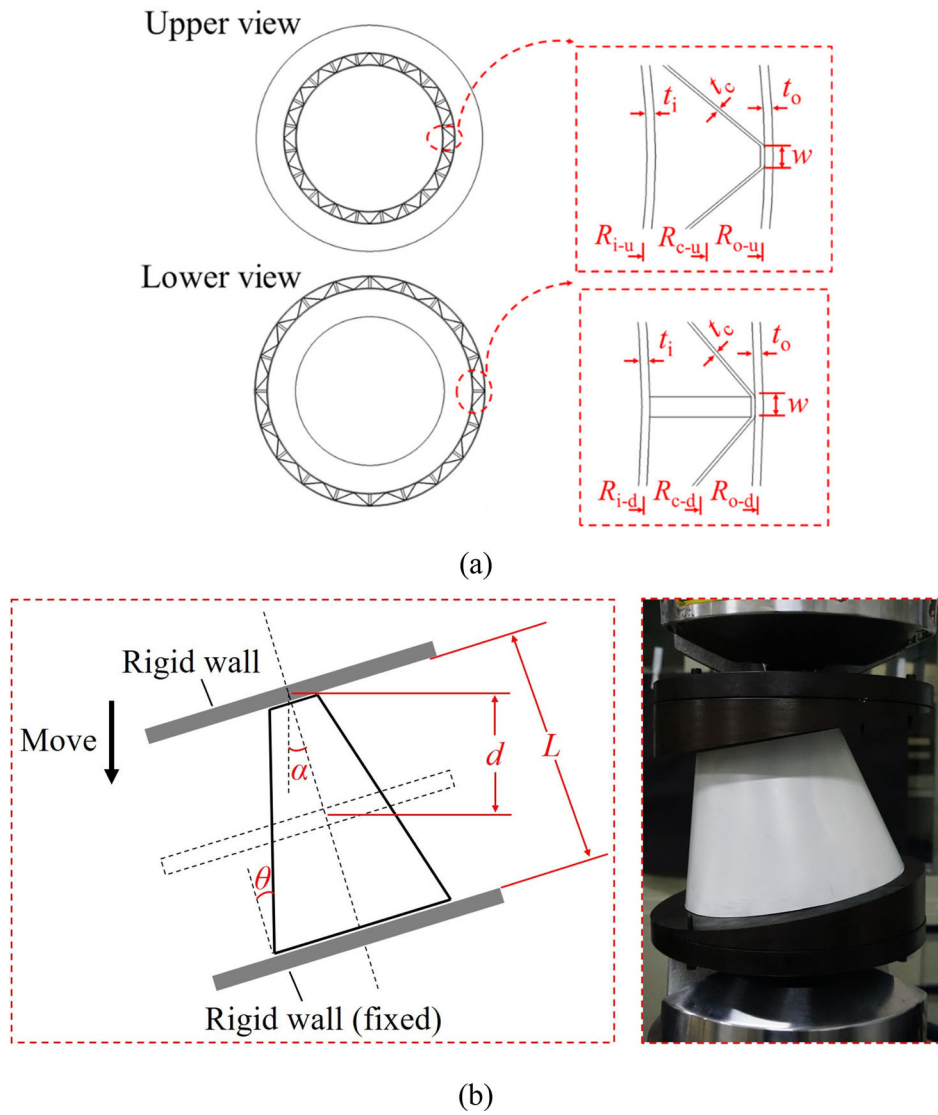 Upper view
t_i
t_c
t_o
w
R_i-u
R_c-u
R_o-u
Lower view
t_i
t_c
t_o
w
R_i-d
R_c-d
R_o-d
(a)
Rigid wall
Move
α
d
L
θ
Rigid wall (fixed)
(b)